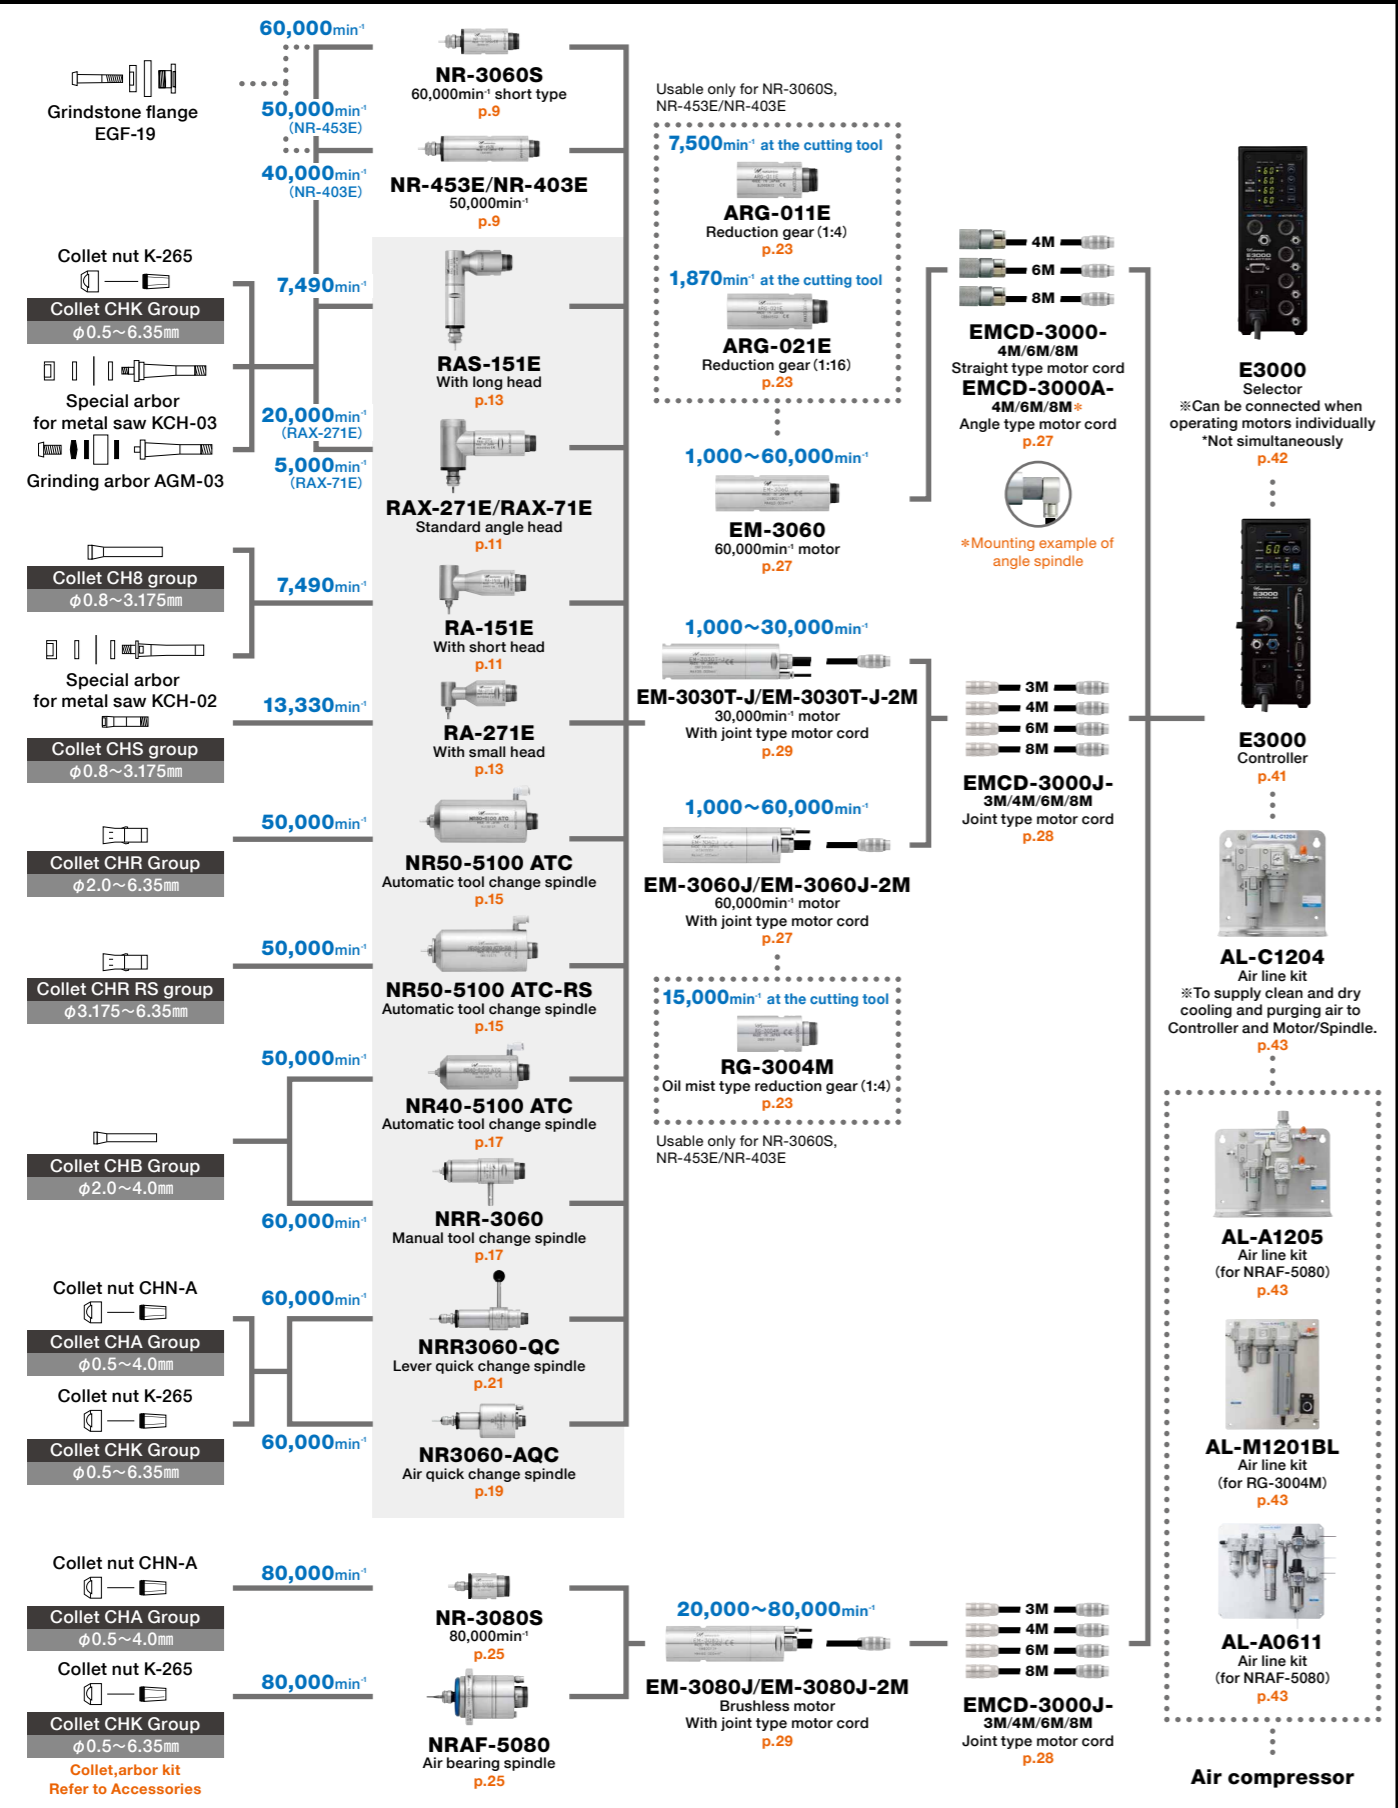 Grindstone flange
EGF-19
Collet nut K-265
Collet CHK Group
φ0.5～6.35㎜
Special arbor
for metal saw KCH-03
Grinding arbor AGM-03
Collet CH8 group
φ0.8～3.175㎜
Special arbor
for metal saw KCH-02
Collet CHS group
φ0.8～3.175㎜
Collet CHR Group
φ2.0～6.35㎜
Collet CHR RS group
φ3.175～6.35㎜
Collet CHB Group
φ2.0～4.0㎜
Collet nut CHN-A
Collet CHA Group
φ0.5～4.0㎜
Collet nut K-265
Collet CHK Group
φ0.5～6.35㎜
Collet nut CHN-A
Collet CHA Group
φ0.5～4.0㎜
Collet nut K-265
Collet CHK Group
φ0.5～6.35㎜
Collet,arbor kit
Refer to Accessories
60,000min⁻¹
50,000min⁻¹
(NR-453E)
40,000min⁻¹
(NR-403E)
7,490min⁻¹
20,000min⁻¹
(RAX-271E)
5,000min⁻¹
(RAX-71E)
7,490min⁻¹
13,330min⁻¹
50,000min⁻¹
50,000min⁻¹
50,000min⁻¹
60,000min⁻¹
60,000min⁻¹
60,000min⁻¹
80,000min⁻¹
80,000min⁻¹
NR-3060S
60,000min⁻¹ short type
p.9
NR-453E/NR-403E
50,000min⁻¹
p.9
RAS-151E
With long head
p.13
RAX-271E/RAX-71E
Standard angle head
p.11
RA-151E
With short head
p.11
RA-271E
With small head
p.13
NR50-5100 ATC
Automatic tool change spindle
p.15
NR50-5100 ATC-RS
Automatic tool change spindle
p.15
NR40-5100 ATC
Automatic tool change spindle
p.17
NRR-3060
Manual tool change spindle
p.17
NRR3060-QC
Lever quick change spindle
p.21
NR3060-AQC
Air quick change spindle
p.19
NR-3080S
80,000min⁻¹
p.25
NRAF-5080
Air bearing spindle
p.25
Usable only for NR-3060S,
NR-453E/NR-403E
7,500min⁻¹ at the cutting tool
ARG-011E
Reduction gear (1:4)
p.23
1,870min⁻¹ at the cutting tool
ARG-021E
Reduction gear (1:16)
p.23
1,000～60,000min⁻¹
EM-3060
60,000min⁻¹ motor
p.27
1,000～30,000min⁻¹
EM-3030T-J/EM-3030T-J-2M
30,000min⁻¹ motor
With joint type motor cord
p.29
1,000～60,000min⁻¹
EM-3060J/EM-3060J-2M
60,000min⁻¹ motor
With joint type motor cord
p.27
15,000min⁻¹ at the cutting tool
RG-3004M
Oil mist type reduction gear (1:4)
p.23
Usable only for NR-3060S,
NR-453E/NR-403E
20,000～80,000min⁻¹
EM-3080J/EM-3080J-2M
Brushless motor
With joint type motor cord
p.29
4M
6M
8M
EMCD-3000-
4M/6M/8M
Straight type motor cord
EMCD-3000A-
4M/6M/8M＊
Angle type motor cord
p.27
＊Mounting example of
angle spindle
3M
4M
6M
8M
EMCD-3000J-
3M/4M/6M/8M
Joint type motor cord
p.28
3M
4M
6M
8M
EMCD-3000J-
3M/4M/6M/8M
Joint type motor cord
p.28
E3000
Selector
※Can be connected when
operating motors individually
*Not simultaneously
p.42
E3000
Controller
p.41
AL-C1204
Air line kit
※To supply clean and dry
cooling and purging air to
Controller and Motor/Spindle.
p.43
AL-A1205
Air line kit
(for NRAF-5080)
p.43
AL-M1201BL
Air line kit
(for RG-3004M)
p.43
AL-A0611
Air line kit
(for NRAF-5080)
p.43
Air compressor